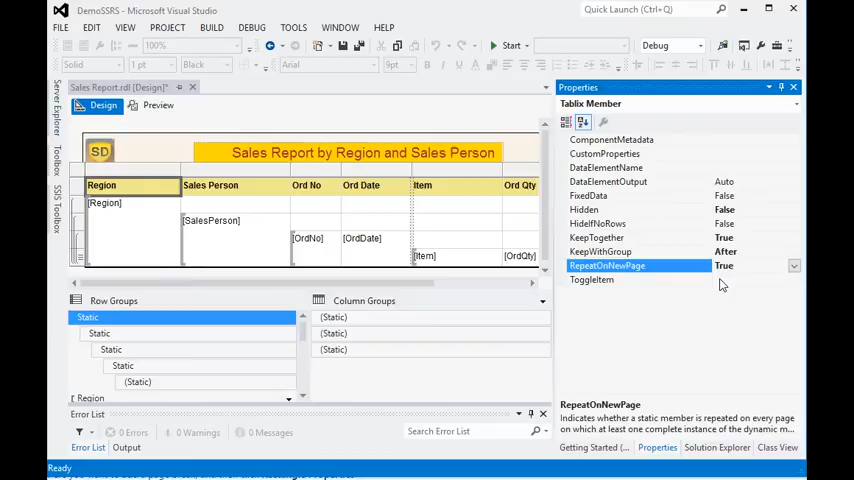 DemoSSRS - Microsoft Visual Studio
Quick Launch (Ctrl+Q)
FILE EDIT VIEW PROJECT BUILD DEBUG TOOLS WINDOW HELP
100% Start Debug
Solid 1pt Black Arial 9pt
Sales Report.rdl [Design]*
Design Preview
Server Explorer
Toolbox
SSIS Toolbox
SD
Sales Report by Region and Sales Person
Region Sales Person Ord No Ord Date Item Ord Qty
[Region]
[SalesPerson]
[OrdNo] [OrdDate]
[Item] [OrdQty
Row Groups Column Groups
Static (Static)
Static (Static)
Static (Static)
Static
(Static)
[ Region
Error List
0 Errors 0 Warnings 0 Messages Search Error List
Error List Output
Properties
Tablix Member
ComponentMetadata
CustomProperties
DataElementName
DataElementOutput Auto
FixedData False
Hidden False
HideIfNoRows False
KeepTogether True
KeepWithGroup After
RepeatOnNewPage True
ToggleItem
RepeatOnNewPage
Indicates whether a static member is repeated on every page
on which at least one complete instance of the dynamic m...
Getting Started (... Properties Solution Explorer Class View
Ready